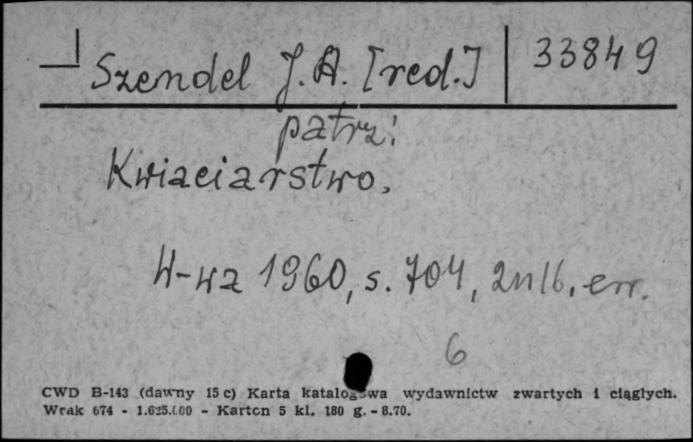 Szendel J. A. [red.] 33849
patrz:
Kwiaciarstwo.
W-wa 1960, s. 704, 2nlb, err.
6
CWD B-143 (dawny 15 c) Karta katalogowa wydawnictw zwartych i ciągłych.
Wrak 674 - 1.625.000 - Karton 5 kl. 180 g. - 8.70.